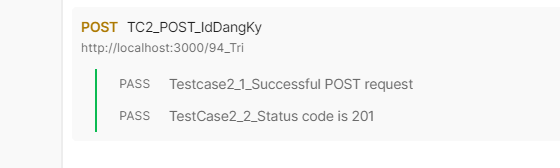 POST TC2_POST_IdDangKy
http://localhost:3000/94_Tri
PASS Testcase2_1_Successful POST request
PASS TestCase2_2_Status code is 201